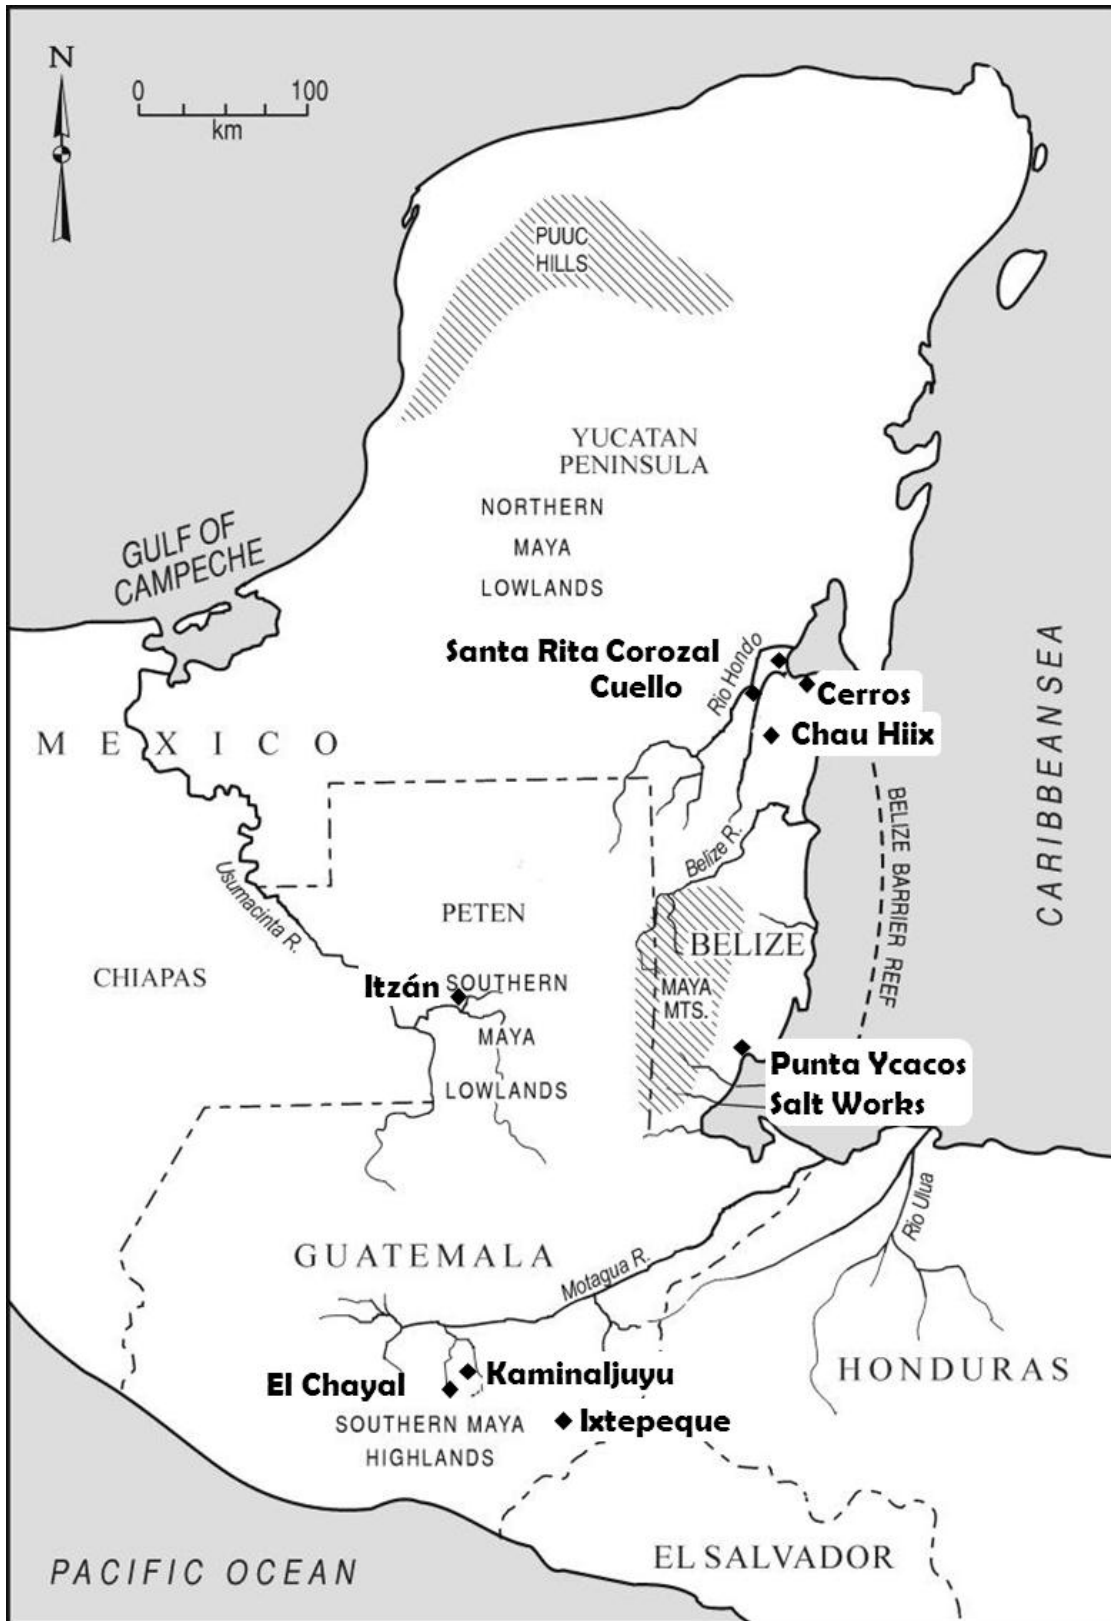 N
0 100
km
PUUC
HILLS
YUCATAN
PENINSULA
NORTHERN
MAYA
LOWLANDS
GULF OF
CAMPECHE
Santa Rita Corozal
Cuello
Rio Hondo
Cerros
Chau Hiix
MEXICO
CARIBBEANSEA
BELIZE BARRIER REEF
Belize R.
Usumacinta R.
PETEN
BELIZE
CHIAPAS
Itzán
SOUTHERN
MAYA
LOWLANDS
MAYA
MTS.
Punta Ycacos
Salt Works
GUATEMALA
Motagua R.
Rio Ulua
HONDURAS
El Chayal
Kaminaljuyu
Ixtepeque
SOUTHERN MAYA
HIGHLANDS
EL SALVADOR
PACIFIC OCEAN